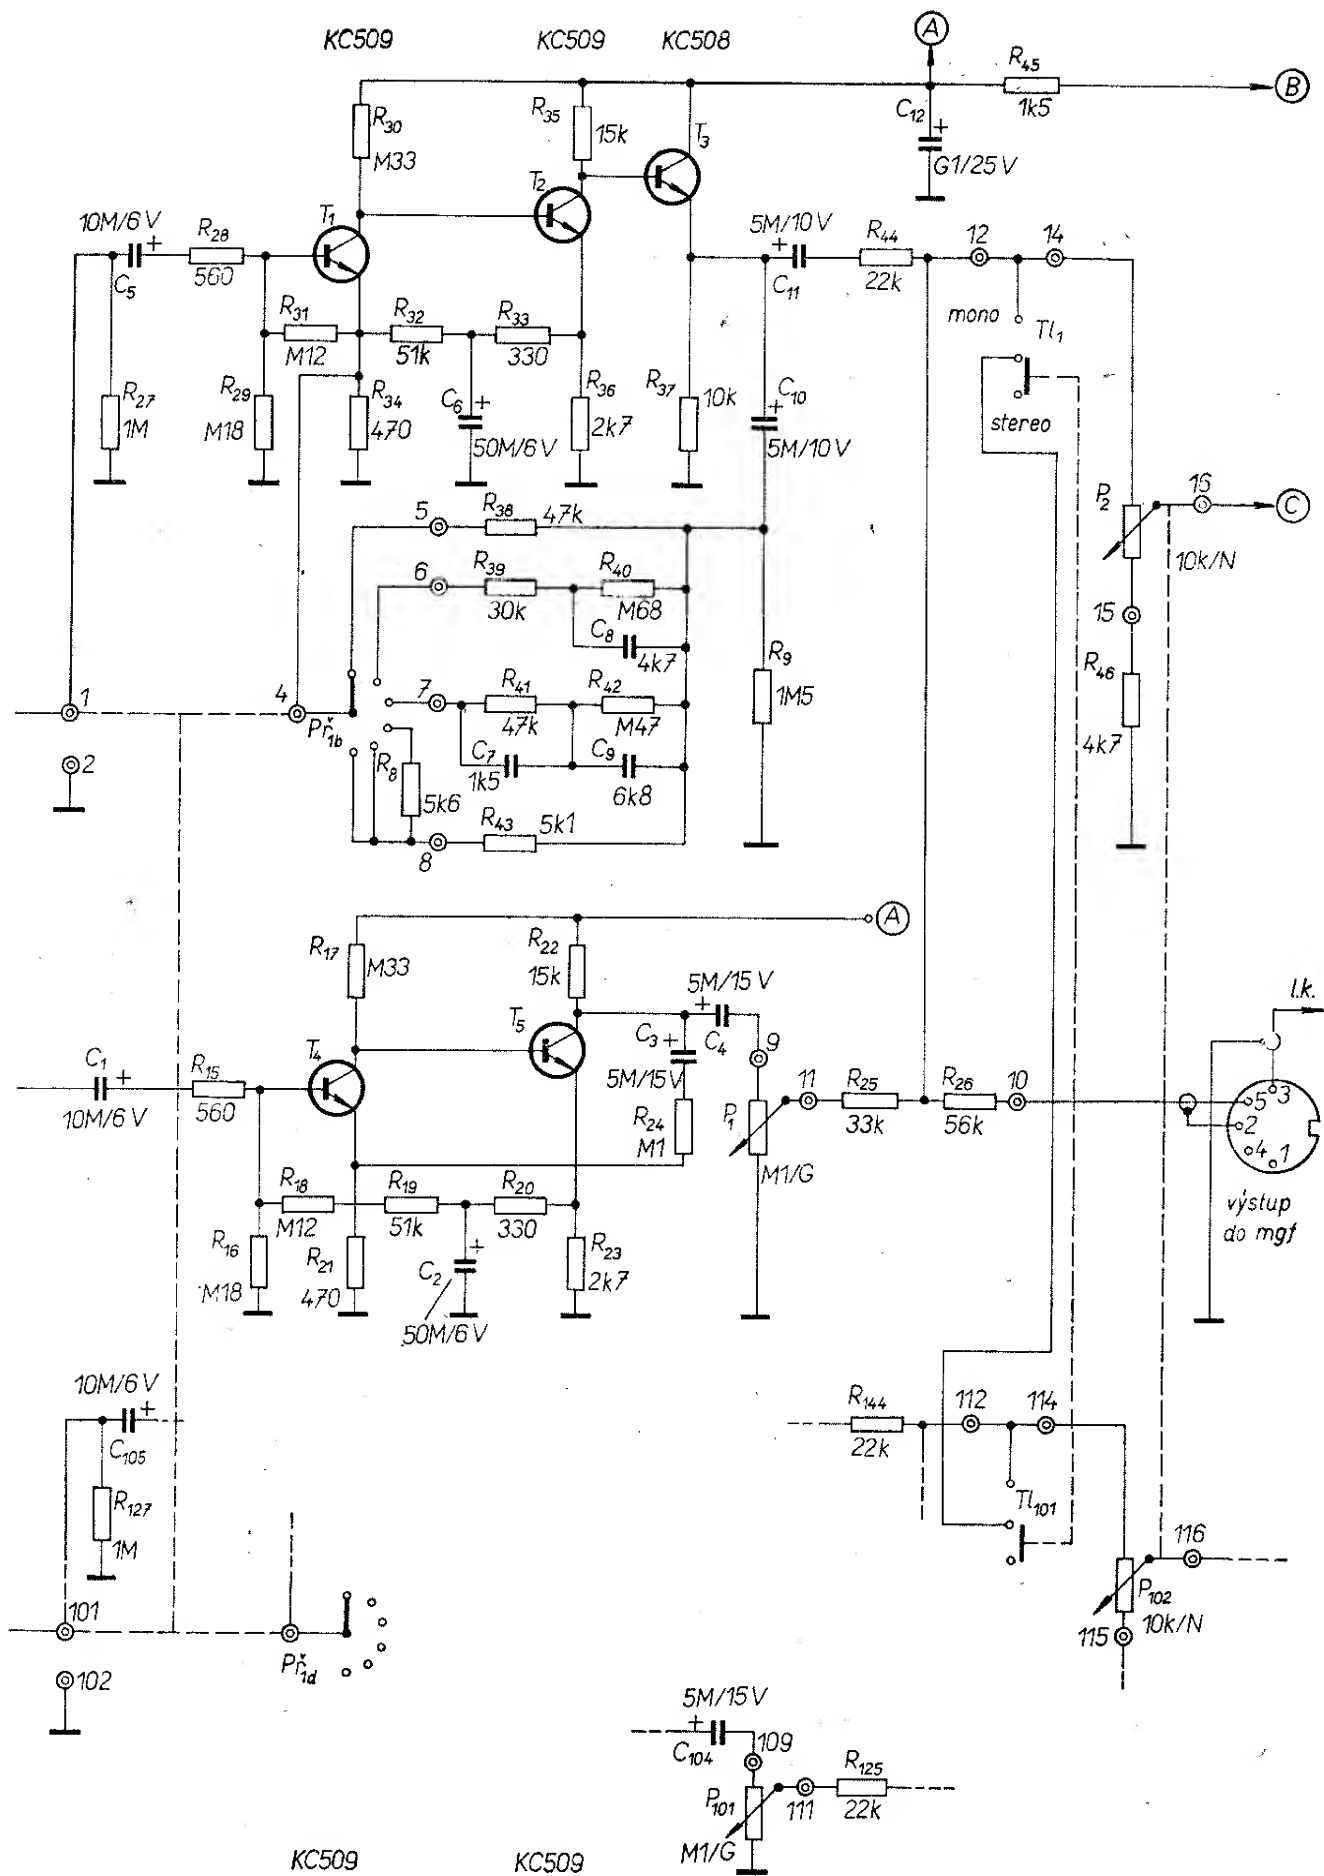 KC509 KC509 KC508
A
B
R45
1k5
R30
M33
R35
15k
T3
C12 +
G1/25V
T2
T1
10M/6V
+
C5
R28
560
5M/10V
+
C11
R44
22k
12
14
mono
Tl1
stereo
R31
M12
R32
51k
R33
330
R27
1M
R29
M18
R34
470
C6 +
50M/6V
R36
2k7
R37
10k
C10
+
5M/10V
P2
10k/N
16
C
5
R38
47k
6
R39
30k
R40
M68
C8
4k7
15
R46
4k7
R9
1M5
1
2
4
Př1b
7
R41
47k
R42
M47
C7
1k5
C9
6k8
R8
5k6
8
R43
5k1
A
R17
M33
R22
15k
5M/15V
+
C4
T5
C3 +
5M/15V
9
l.k.
T4
C1
+
10M/6V
R15
560
R24
M1
P1
M1/G
11
R25
33k
R26
56k
10
5
3
2
4
1
výstup
do mgf
R18
M12
R19
51k
R20
330
R16
M18
R21
470
C2
+
50M/6V
R23
2k7
10M/6V
+
C105
R127
1M
R144
22k
112
114
Tl101
116
P102
10k/N
115
101
102
Př1d
5M/15V
+
C104
109
P101
M1/G
111
R125
22k
KC509 KC509